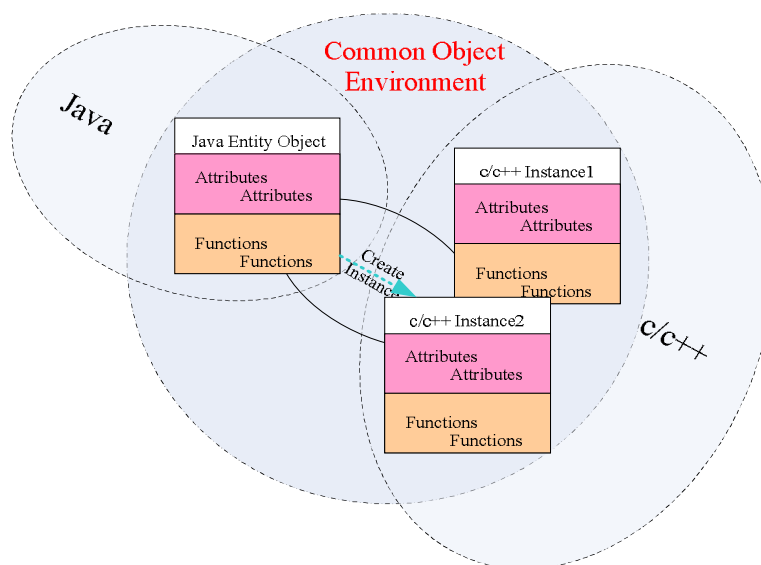 Common Object
Environment
Java
Java Entity Object
Attributes
Attributes
Functions
Functions
Create
Instance
c/c++ Instance1
Attributes
Attributes
Functions
Functions
c/c++ Instance2
Attributes
Attributes
Functions
Functions
c/c++